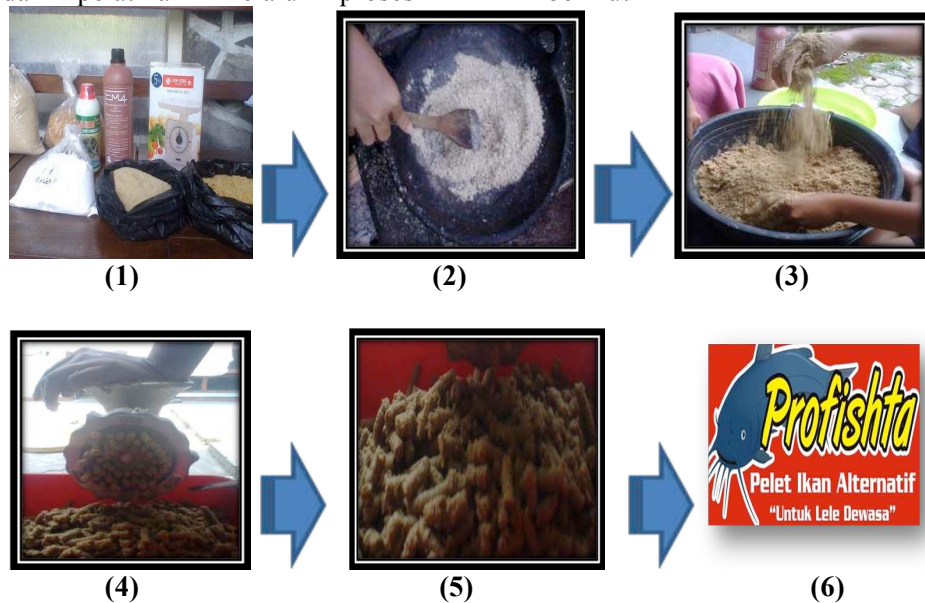 EM4
(1)
(2)
(3)
(4)
(5)
(6)
Profishta
Pelet Ikan Alternatif
"Untuk Lele Dewasa"